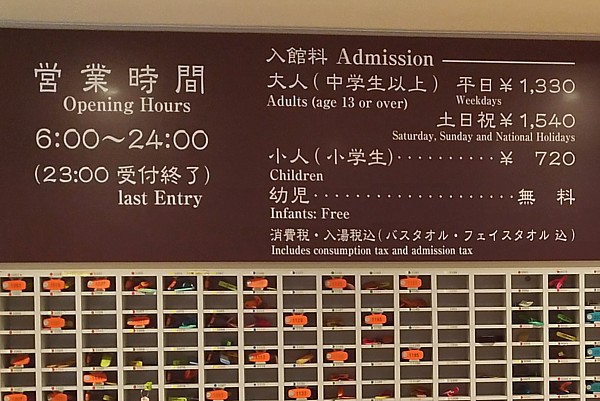 営業時間
Opening Hours
6:00〜24:00
(23:00 受付終了)
last Entry
入館料 Admission
大人(中学生以上) 平日¥1,330
Adults (age 13 or over) Weekdays
土日祝¥1,540
Saturday, Sunday and National Holidays
小人(小学生)··········¥ 720
Children
幼児·····················無 料
Infants: Free
消費税・入湯税込(バスタオル・フェイスタオル 込)
Includes consumption tax and admission tax